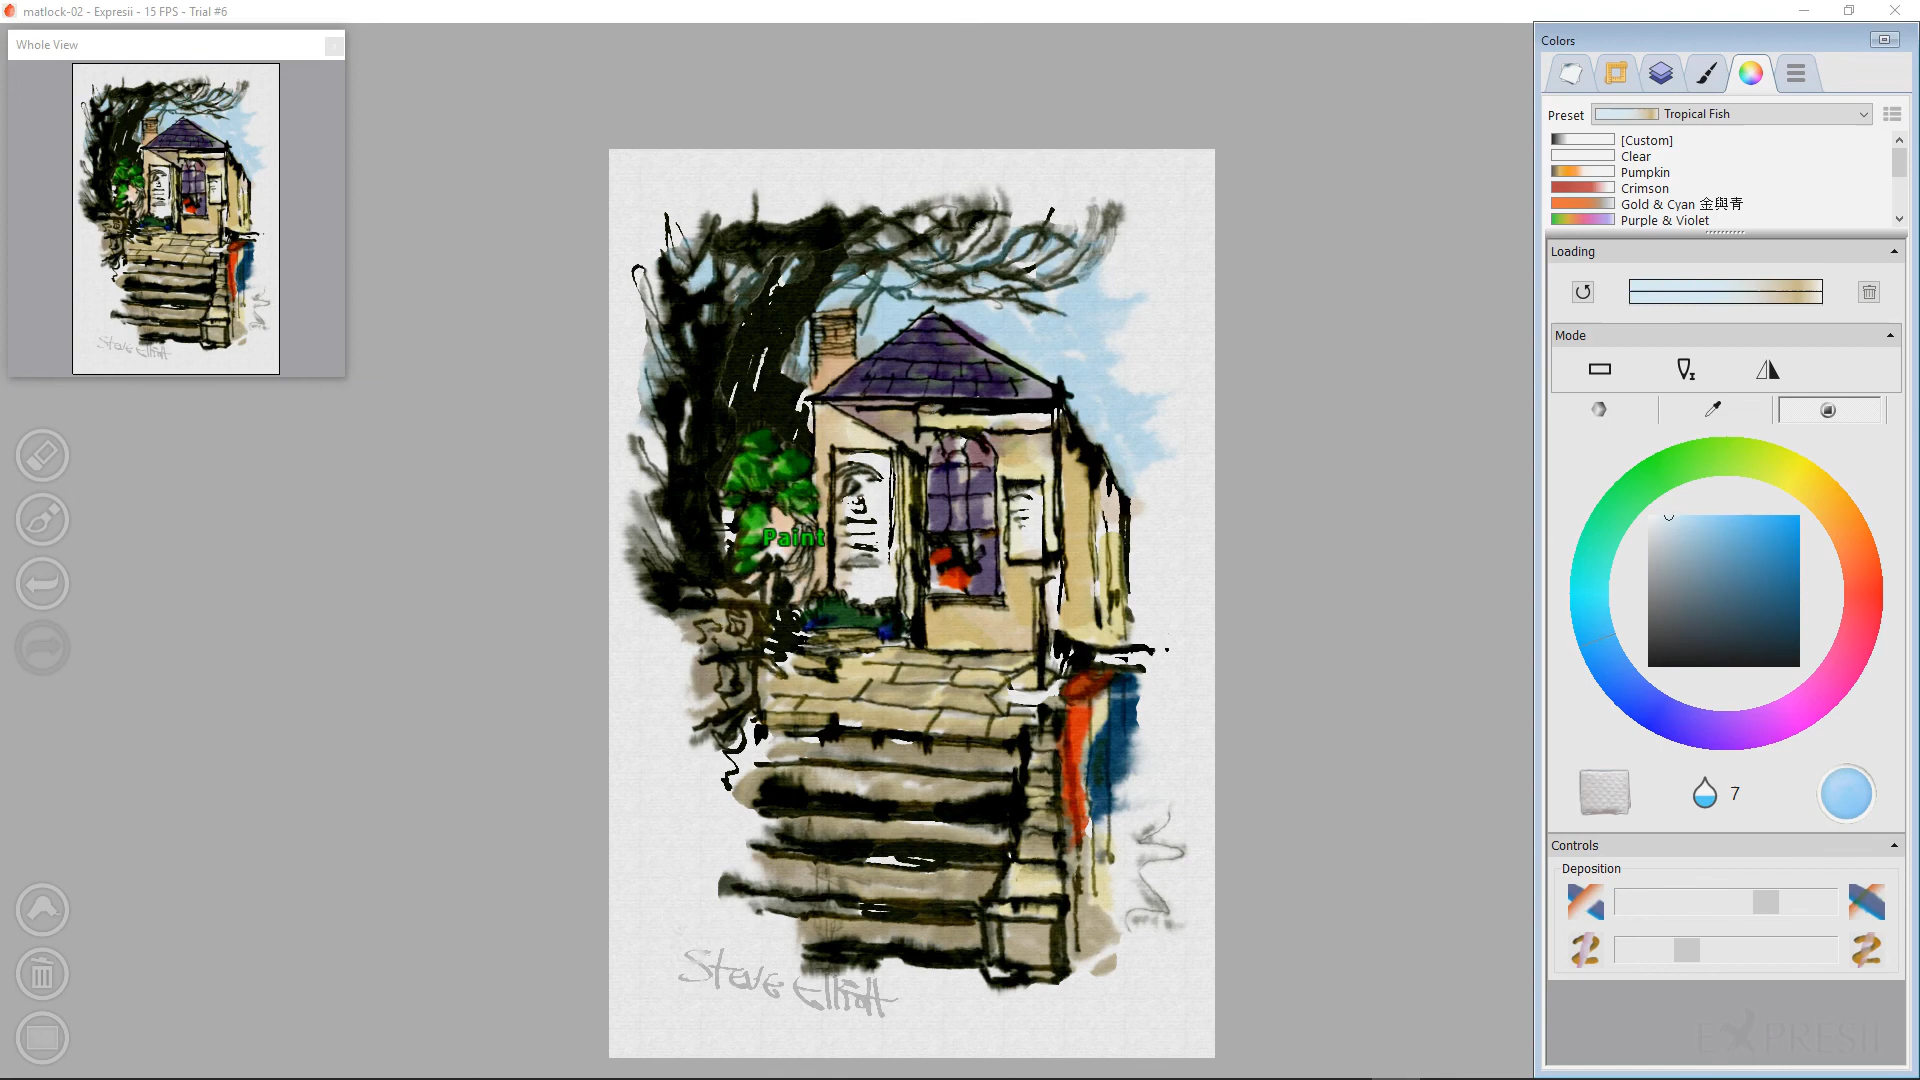 matlock-02 - Expresii - 15 FPS - Trial #6
Whole View
Paint
Steve Elliott
Colors
Preset
Tropical Fish
[Custom]
Clear
Pumpkin
Crimson
Gold & Cyan 金與青
Purple & Violet
Loading
Mode
7
Controls
Deposition
EXPRESII